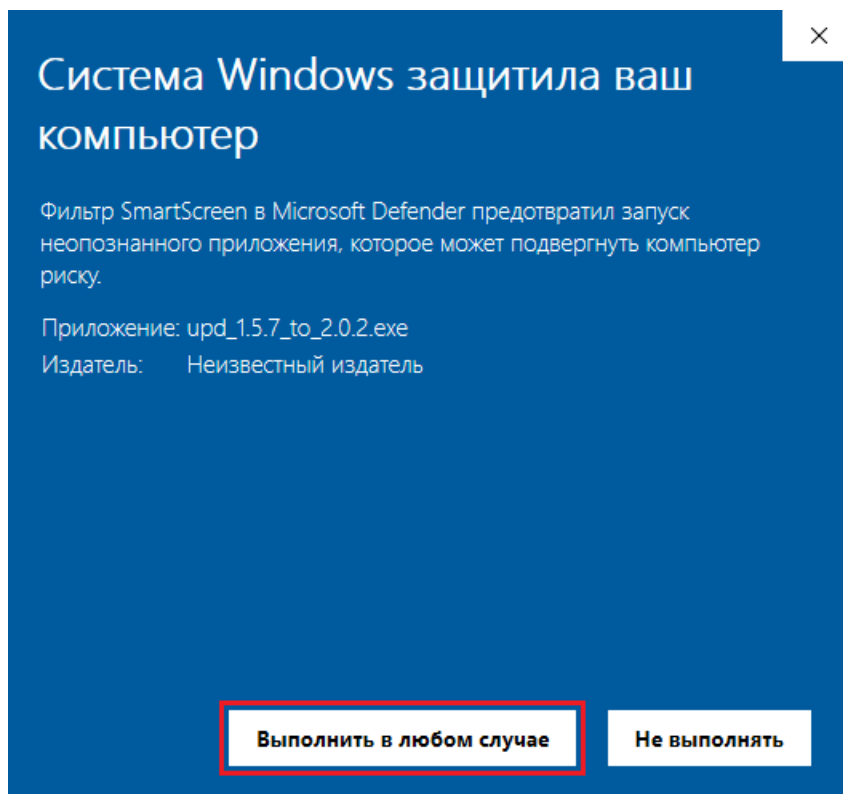 Система Windows защитила ваш
компьютер
Фильтр SmartScreen в Microsoft Defender предотвратил запуск
неопознанного приложения, которое может подвергнуть компьютер
риску.
Приложение: upd_1.5.7_to_2.0.2.exe
Издатель: Неизвестный издатель
Выполнить в любом случае Не выполнять